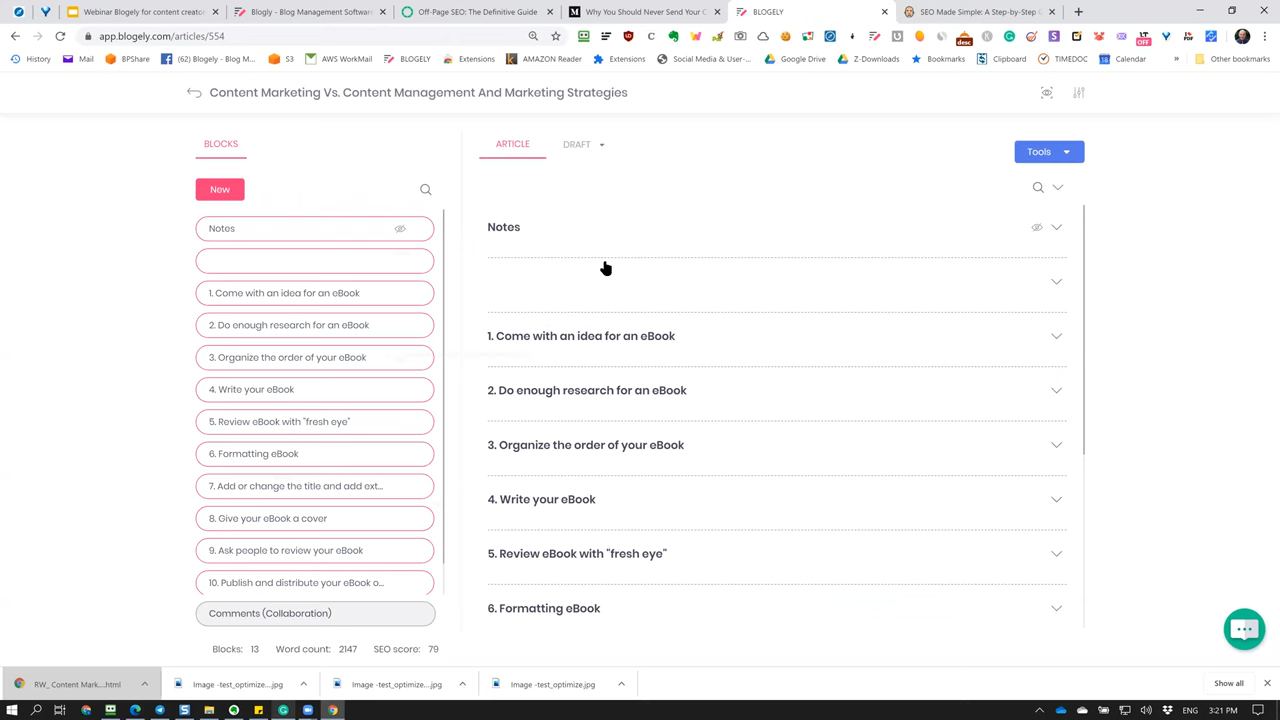 Webinar Blogely for content creator
Blogly - Blog Management Software
Off-Page SEO: The Definitive Guide
Why You Should Never Send Your C
BLOGELY
SEO Made Simple: A Step-by-Step G
app.blogely.com/articles/554
History
Mail
BPShare
(62) Blogely - Blog M...
S3
AWS WorkMail
BLOGELY
Extensions
AMAZON Reader
Extensions
Social Media & User-...
Google Drive
Z-Downloads
Bookmarks
Clipboard
TIMEDOC
Calendar
»
Other bookmarks
desc
LT
OFF
Content Marketing Vs. Content Management And Marketing Strategies
BLOCKS
ARTICLE
DRAFT
Tools
New
Notes
1. Come with an idea for an eBook
2. Do enough research for an eBook
3. Organize the order of your eBook
4. Write your eBook
5. Review eBook with "fresh eye"
6. Formatting eBook
7. Add or change the title and add ext...
8. Give your eBook a cover
9. Ask people to review your eBook
10. Publish and distribute your eBook o...
Comments (Collaboration)
Blocks: 13 Word count: 2147 SEO score: 79
Notes
1. Come with an idea for an eBook
2. Do enough research for an eBook
3. Organize the order of your eBook
4. Write your eBook
5. Review eBook with "fresh eye"
6. Formatting eBook
RW_ Content Mark....html
Image -test_optimize....jpg
Image -test_optimize....jpg
Image -test_optimize.jpg
Show all
ENG
3:21 PM